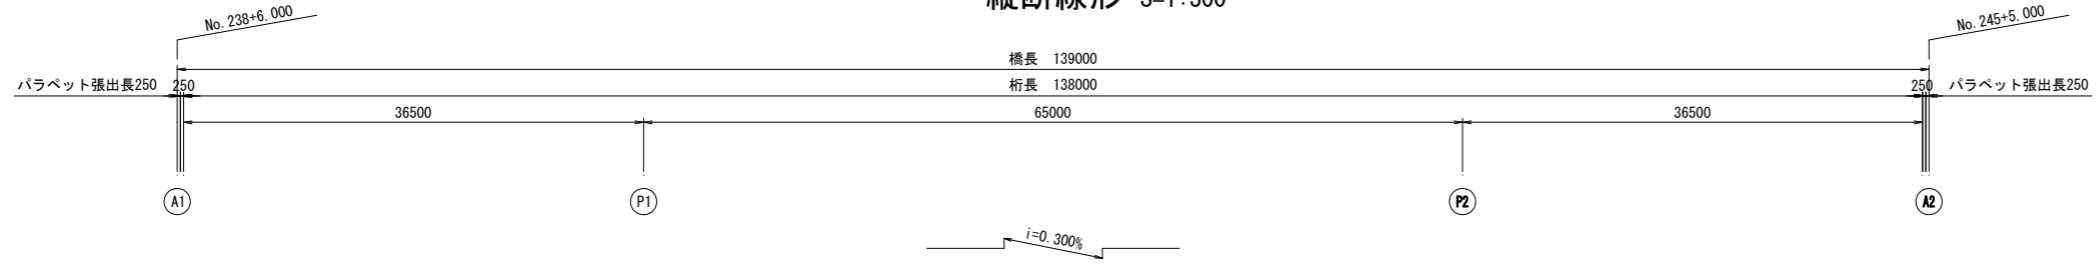 縦断線形 S=1:300
No.238+6.000
No.245+5.000
橋長 139000
パラペット張出長250 250 桁長 138000 250 パラペット張出長250
36500 65000 36500
A1 P1 P2 A2
i=0.300%